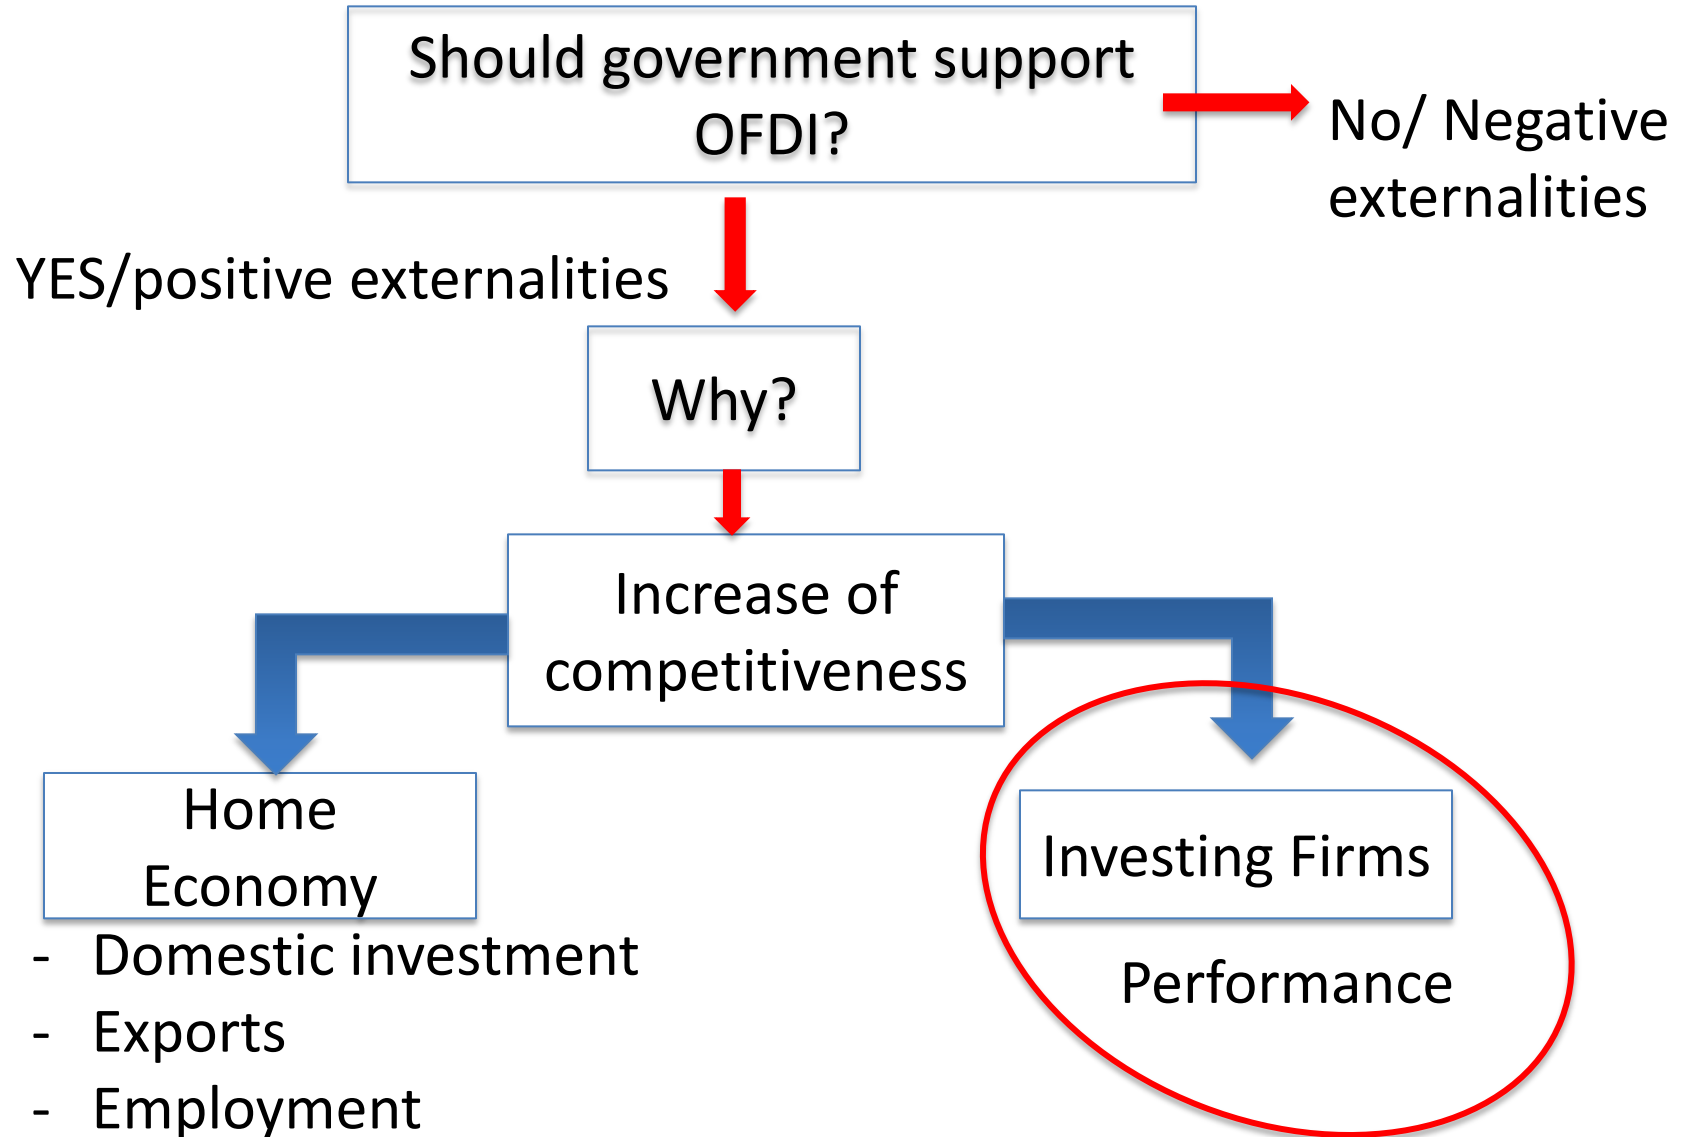 Should government support
OFDI?
No/ Negative
externalities
YES/positive externalities
Why?
Increase of
competitiveness
Home
Economy
- Domestic investment
- Exports
- Employment
Investing Firms
Performance